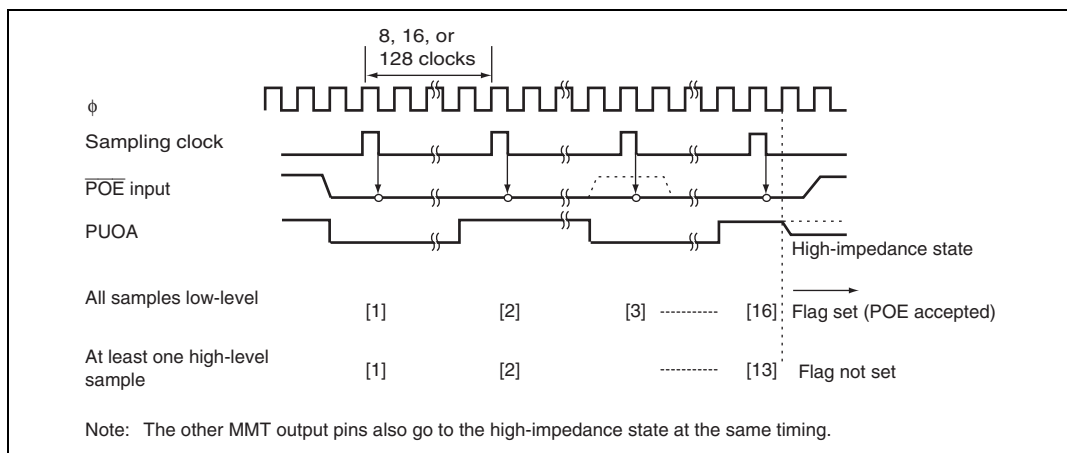 8, 16, or
128 clocks
ϕ
Sampling clock
POE input
PUOA
High-impedance state
All samples low-level
[1] [2] [3] ---------- [16] Flag set (POE accepted)
At least one high-level
sample
[1] [2] ---------- [13] Flag not set
Note: The other MMT output pins also go to the high-impedance state at the same timing.